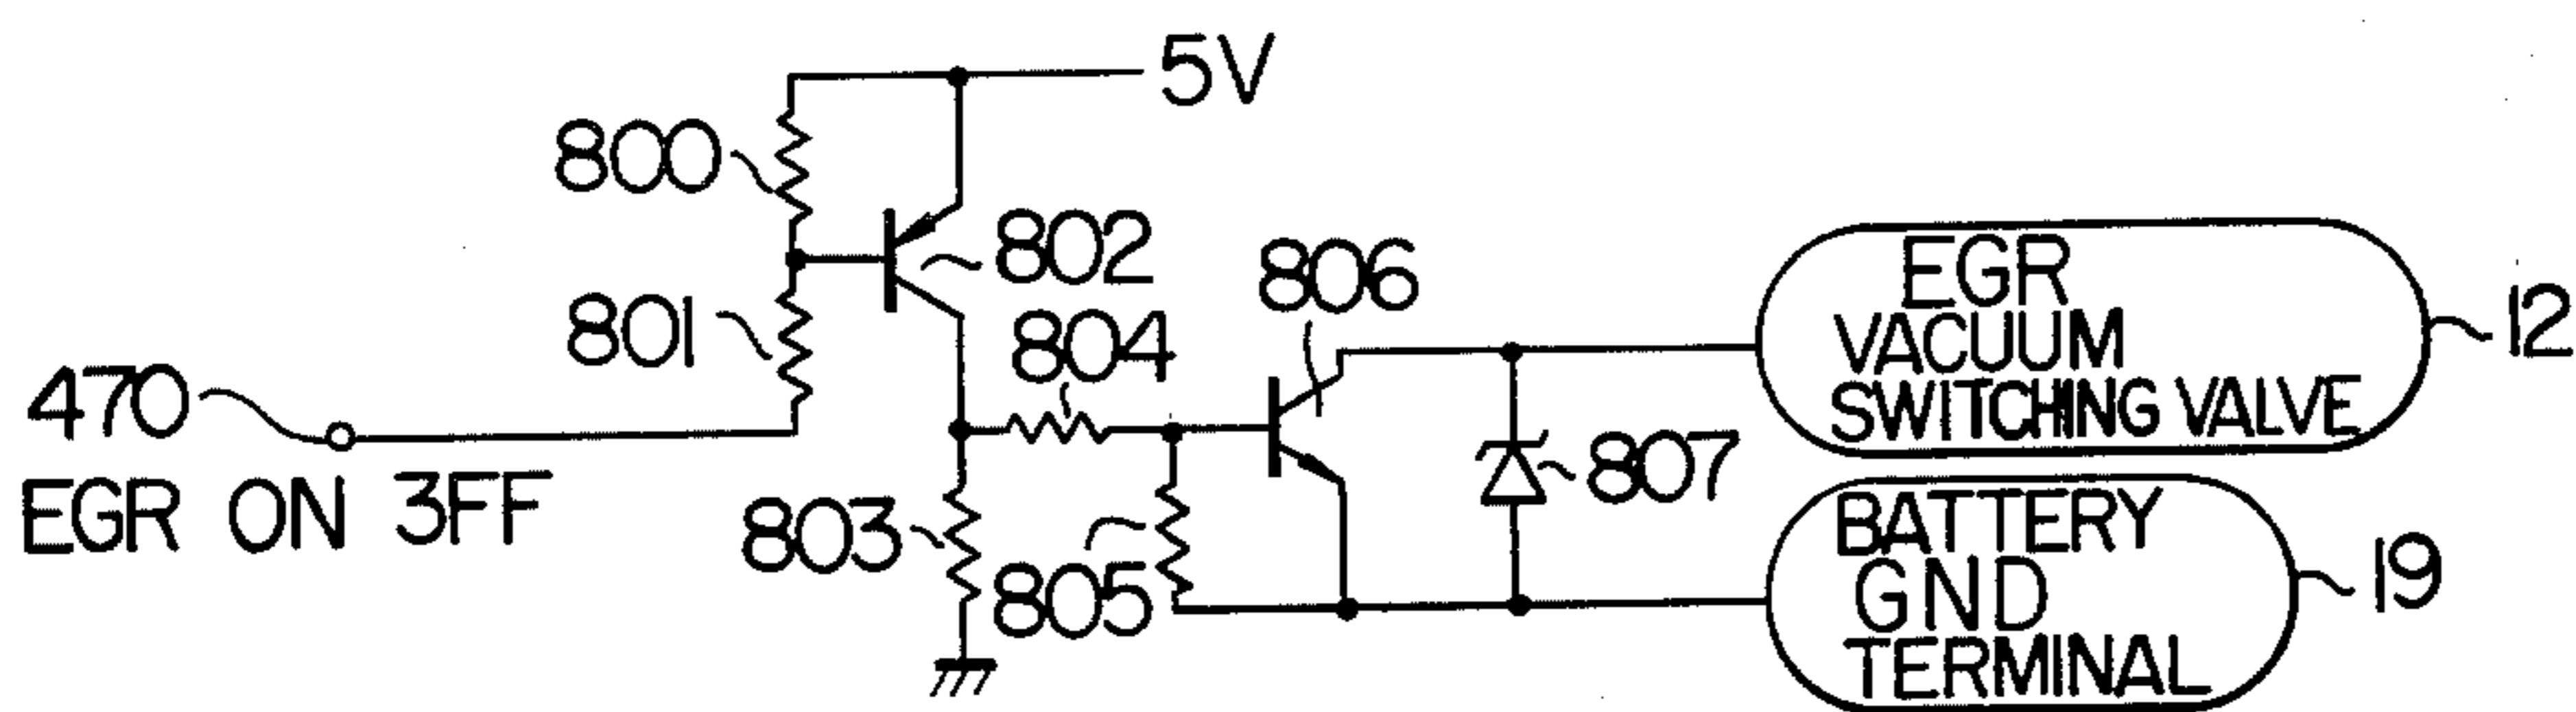 5V
800
802
806
EGR
VACUUM
SWITCHING VALVE
12
801
804
470
EGR ON 3FF
803
805
807
BATTERY
GND
TERMINAL
19